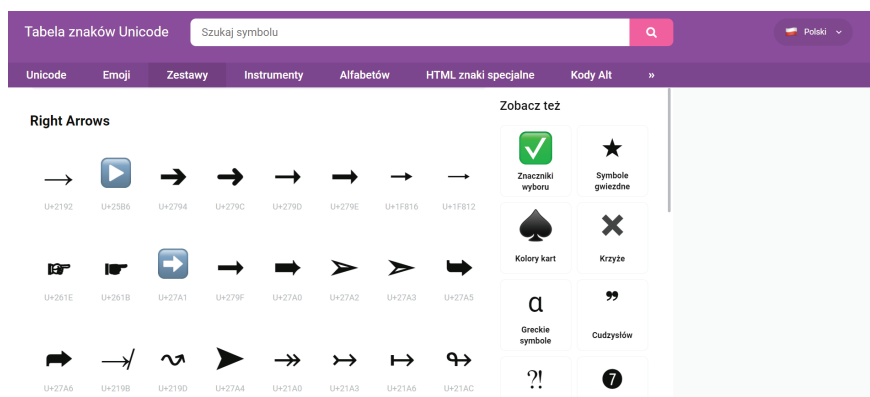 Tabela znaków Unicode
Szukaj symbolu
Polski
Unicode Emoji Zestawy Instrumenty Alfabetów HTML znaki specjalne Kody Alt »
Right Arrows
U+2192 U+25B6 U+2794 U+279C U+279D U+279E U+1F816 U+1F812
U+261E U+261B U+27A1 U+279F U+27A0 U+27A2 U+27A3 U+27A5
U+27A6 U+219B U+219D U+27A4 U+21A0 U+21A3 U+21A6 U+21AC
Zobacz też
Znaczniki
wyboru
Symbole
gwiezdne
Kolory kart
Krzyże
α
❞
Greckie
symbole
Cudzysłów
⁈
❼